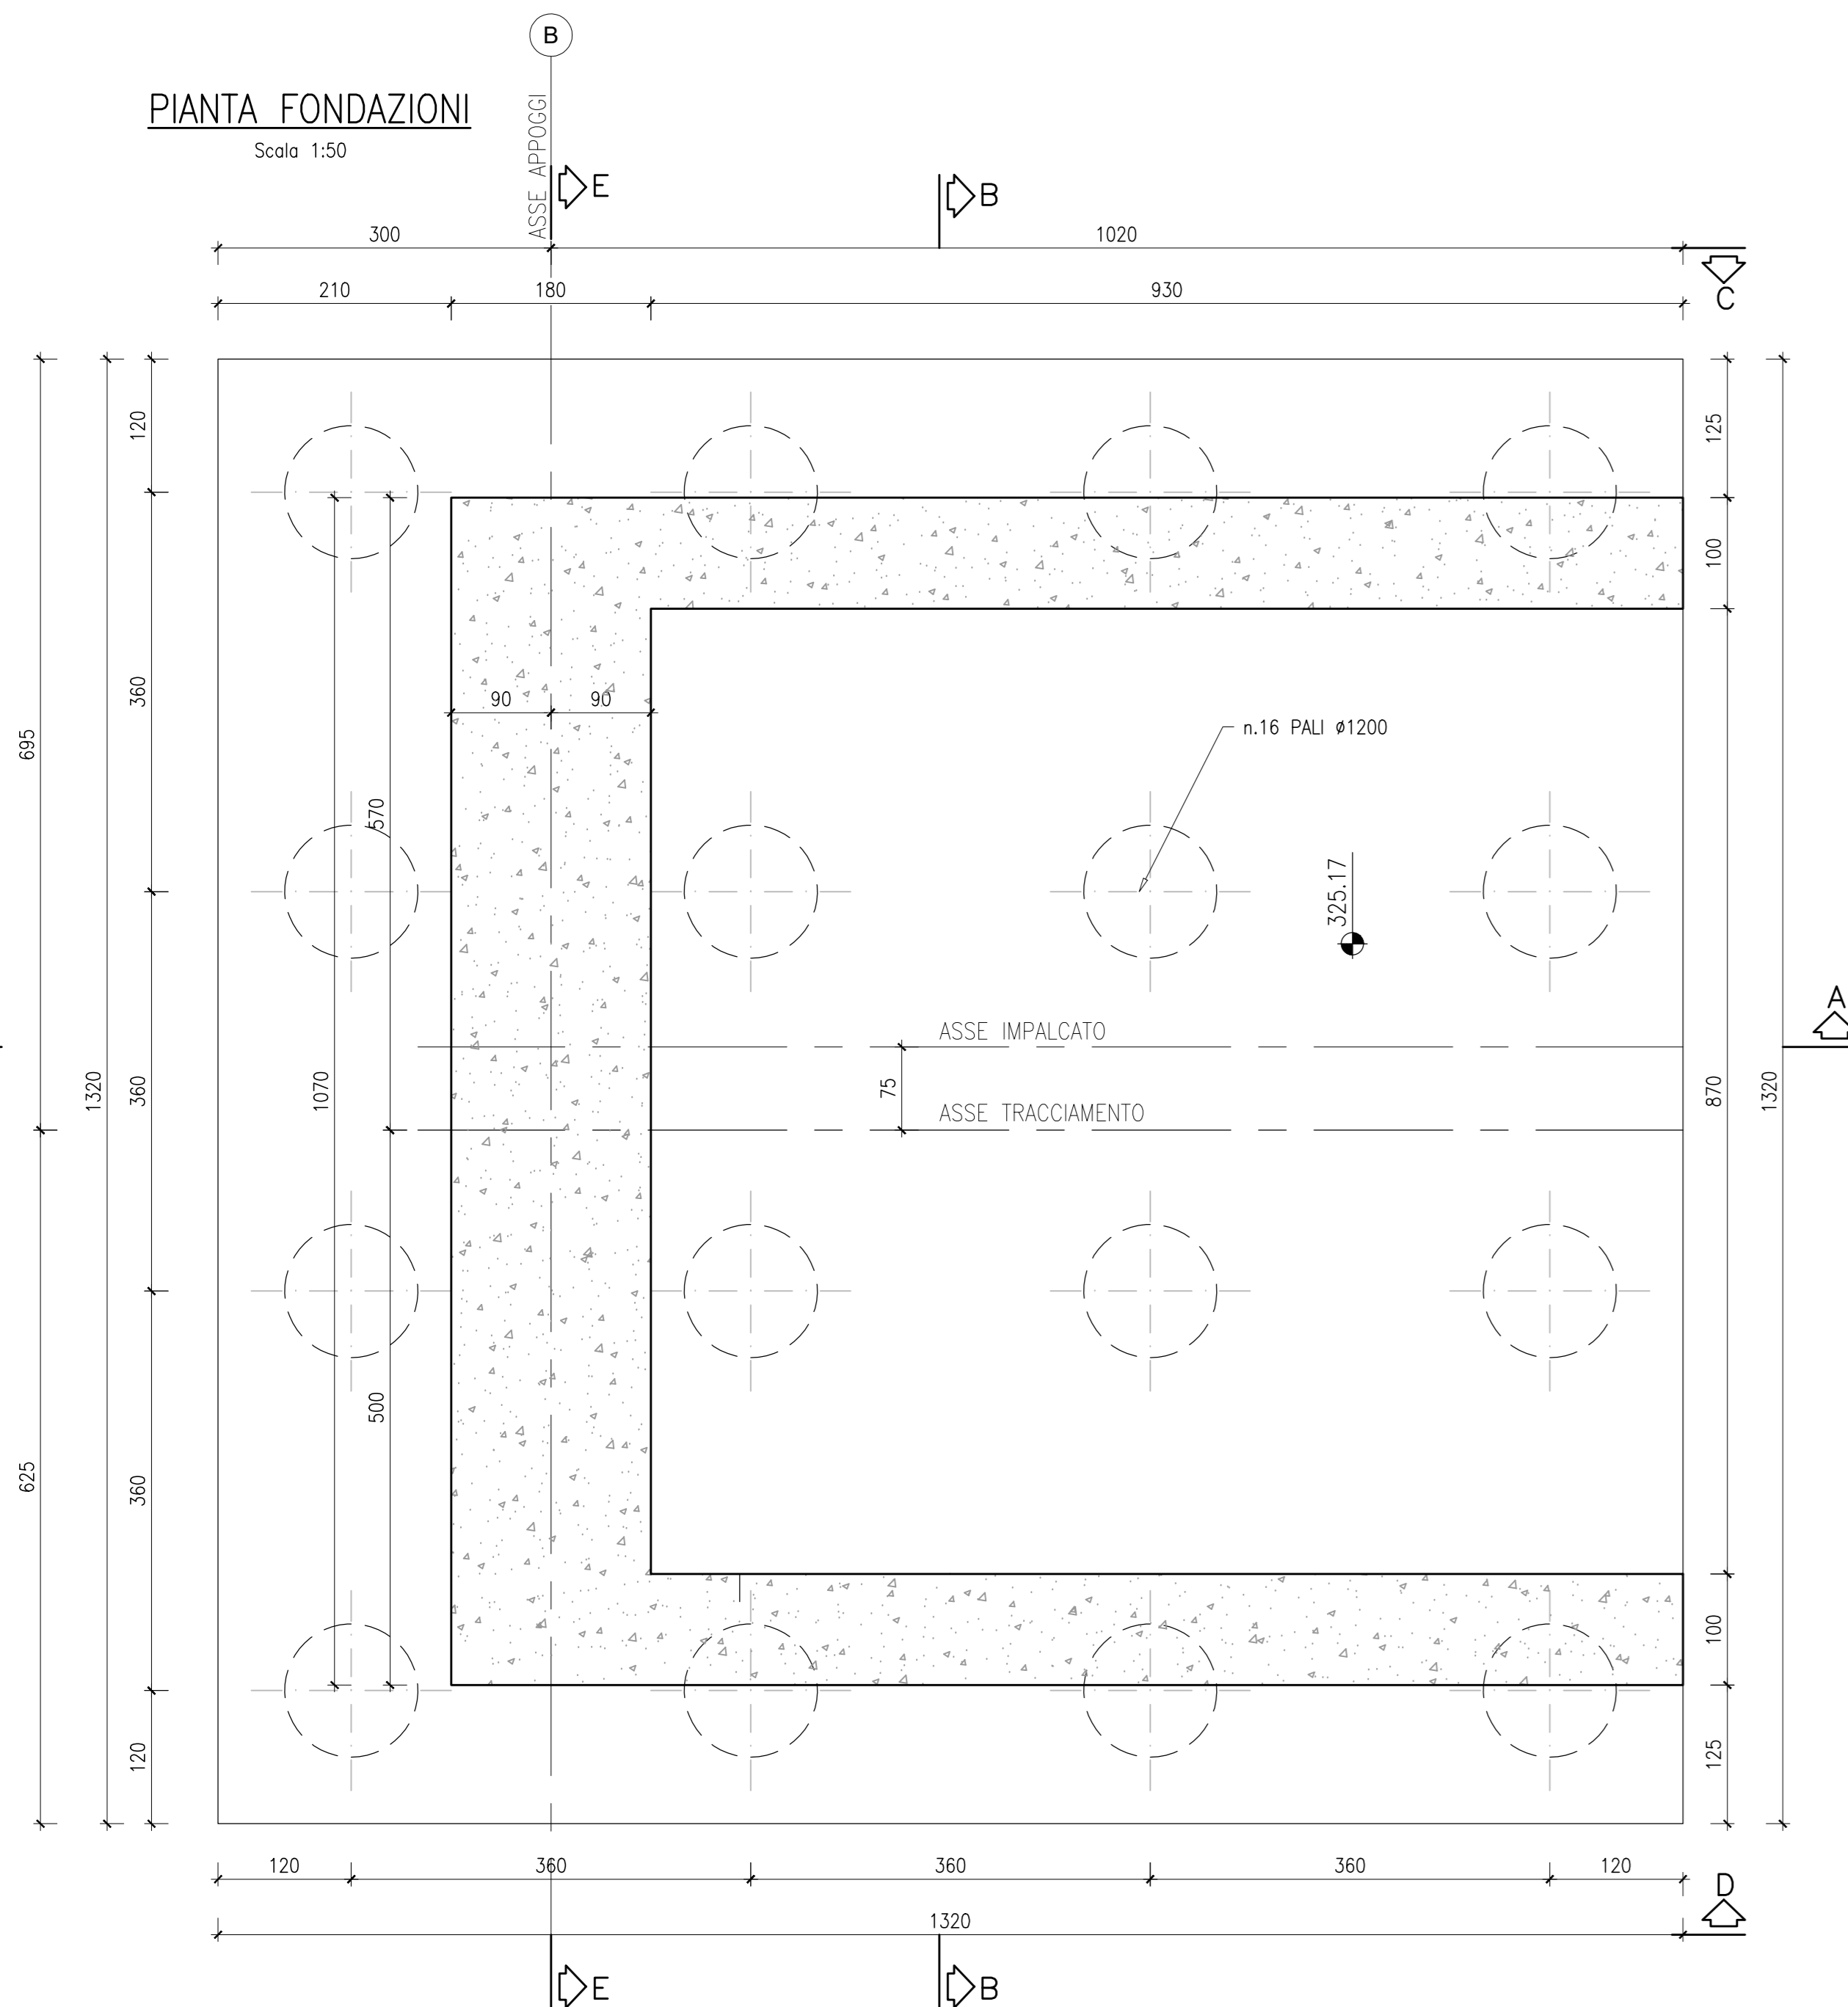 B
PIANTA FONDAZIONI
Scala 1:50
ASSE APPOGGI
E
B
300
1020
C
210
180
930
120
125
100
360
90
90
n.16 PALI ø1200
695
570
325.17
A
ASSE IMPALCATO
1320
1070
360
75
870
1320
ASSE TRACCIAMENTO
500
625
360
100
120
125
120
360
360
360
120
D
1320
E
B